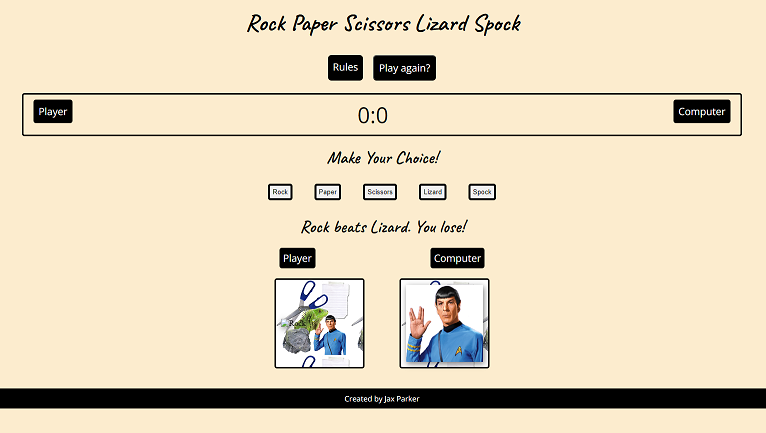 Rock Paper Scissors Lizard Spock
Rules Play again?
Player 0:0 Computer
Make Your Choice!
Rock Paper Scissors Lizard Spock
Rock beats Lizard. You lose!
Player Computer
Rock
Created by Jax Parker